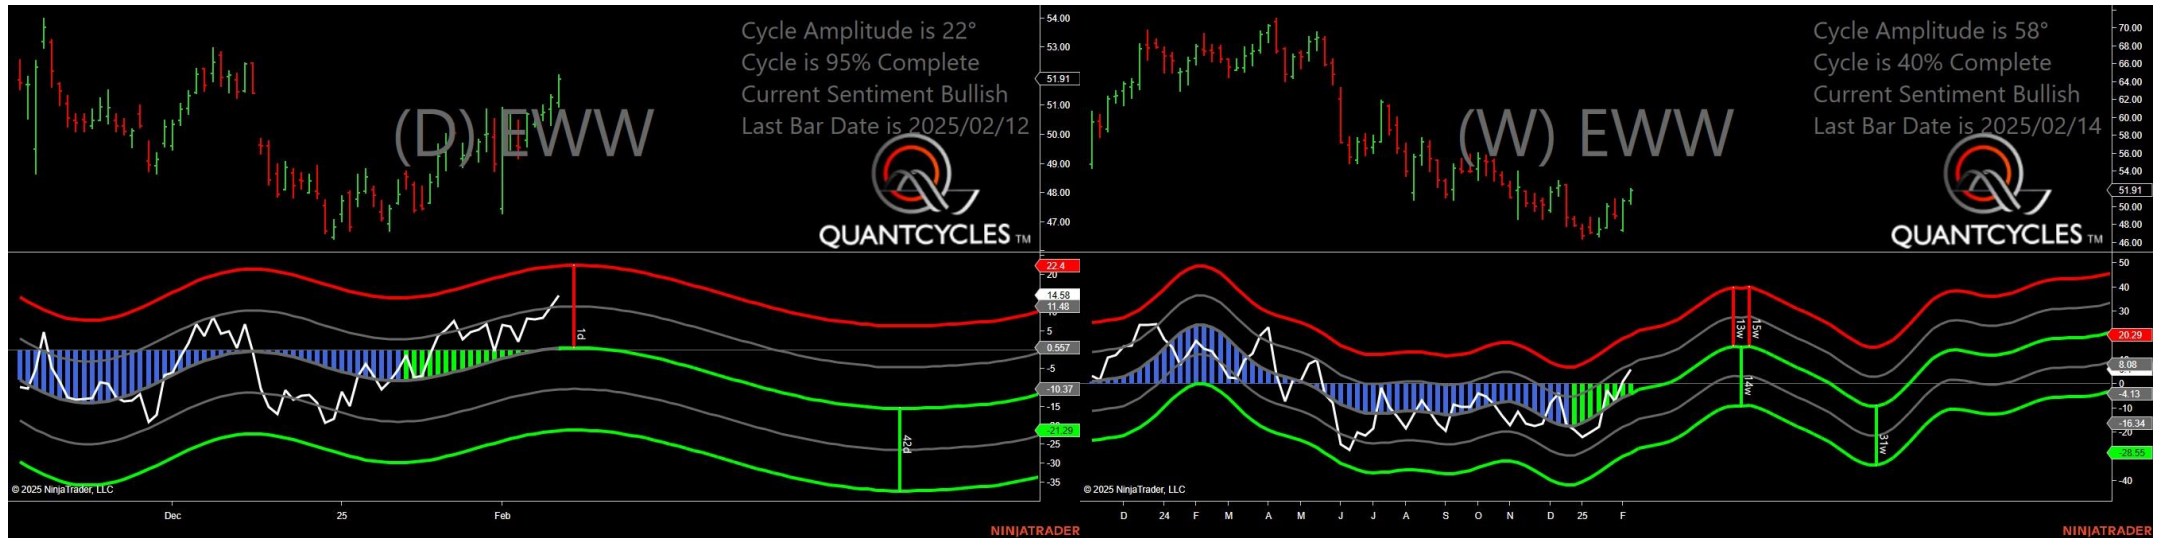 Cycle Amplitude is 22°
Cycle is 95% Complete
Current Sentiment Bullish
Last Bar Date is 2025/02/12
(D) EWW
QUANTCYCLES TM
54.00
53.00
51.91
51.00
50.00
49.00
48.00
47.00
22.4
20
14.58
11.48
5
0.557
-5
-10.37
-15
-21.29
-25
-30
-35
1d
42d
© 2025 NinjaTrader, LLC
Dec
25
Feb
NINJATRADER
Cycle Amplitude is 58°
Cycle is 40% Complete
Current Sentiment Bullish
Last Bar Date is 2025/02/14
(W) EWW
QUANTCYCLES TM
70.00
68.00
66.00
64.00
62.00
60.00
58.00
56.00
54.00
51.91
50.00
48.00
46.00
50
40
30
20.29
8.08
0
-4.13
-10
-16.34
-20
-28.55
-40
13w
15w
14w
31w
© 2025 NinjaTrader, LLC
D 24 F M A M J J A S O N D 25 F
NINJATRADER